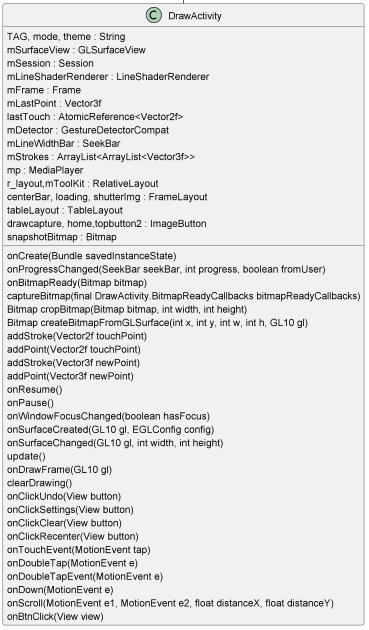 C DrawActivity
TAG, mode, theme : String
mSurfaceView : GLSurfaceView
mSession : Session
mLineShaderRenderer : LineShaderRenderer
mFrame : Frame
mLastPoint : Vector3f
lastTouch : AtomicReference<Vector2f>
mDetector : GestureDetectorCompat
mLineWidthBar : SeekBar
mStrokes : ArrayList<ArrayList<Vector3f>>
mp : MediaPlayer
r_layout,mToolKit : RelativeLayout
centerBar, loading, shutterImg : FrameLayout
tableLayout : TableLayout
drawcapture, home,topbutton2 : ImageButton
snapshotBitmap : Bitmap
onCreate(Bundle savedInstanceState)
onProgressChanged(SeekBar seekBar, int progress, boolean fromUser)
onBitmapReady(Bitmap bitmap)
captureBitmap(final DrawActivity.BitmapReadyCallbacks bitmapReadyCallbacks)
Bitmap cropBitmap(Bitmap bitmap, int width, int height)
Bitmap createBitmapFromGLSurface(int x, int y, int w, int h, GL10 gl)
addStroke(Vector2f touchPoint)
addPoint(Vector2f touchPoint)
addStroke(Vector3f newPoint)
addPoint(Vector3f newPoint)
onResume()
onPause()
onWindowFocusChanged(boolean hasFocus)
onSurfaceCreated(GL10 gl, EGLConfig config)
onSurfaceChanged(GL10 gl, int width, int height)
update()
onDrawFrame(GL10 gl)
clearDrawing()
onClickUndo(View button)
onClickSettings(View button)
onClickClear(View button)
onClickRecenter(View button)
onTouchEvent(MotionEvent tap)
onDoubleTap(MotionEvent e)
onDoubleTapEvent(MotionEvent e)
onDown(MotionEvent e)
onScroll(MotionEvent e1, MotionEvent e2, float distanceX, float distanceY)
onBtnClick(View view)